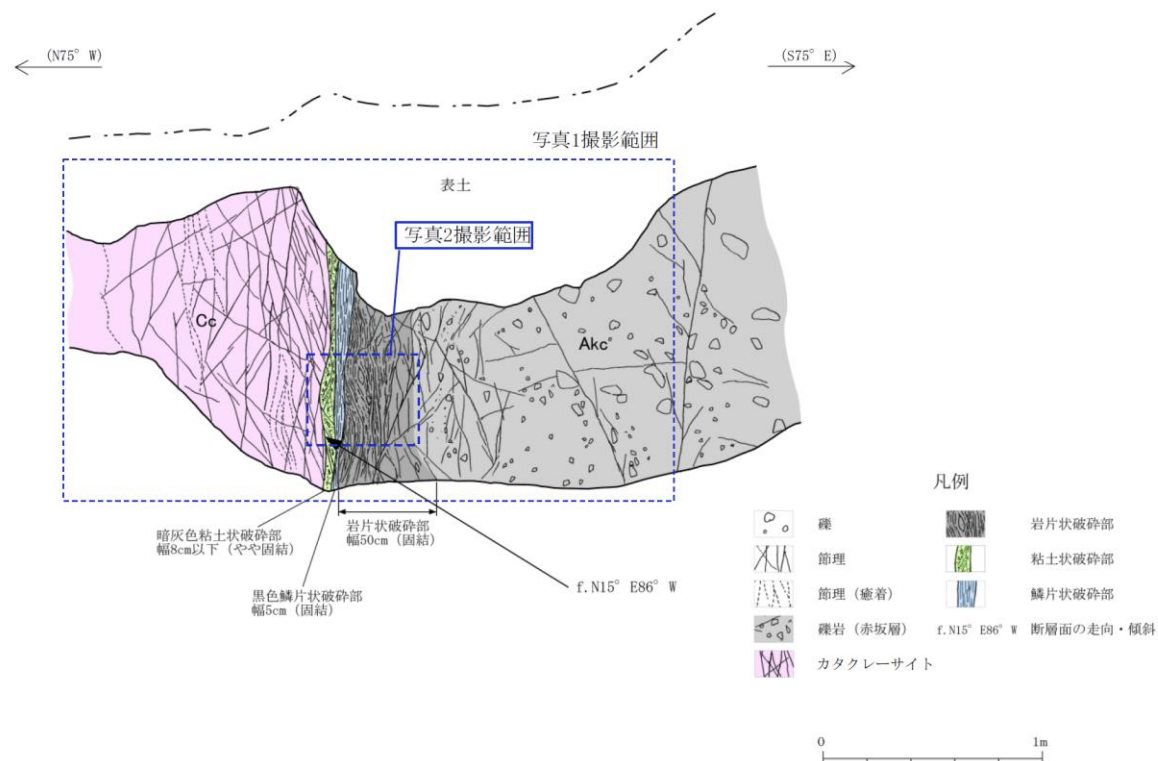 (N75° W)
(S75° E)
写真1撮影範囲
表土
写真2撮影範囲
Cc
Akc
暗灰色粘土状破砕部
幅8cm以下(やや固結)
岩片状破砕部
幅50cm(固結)
黒色鱗片状破砕部
幅5cm(固結)
f.N15° E86° W
凡例
礫
岩片状破砕部
節理
粘土状破砕部
節理(癒着)
鱗片状破砕部
礫岩(赤坂層)
f.N15° E86° W 断層面の走向・傾斜
カタクレーサイト
0
1m